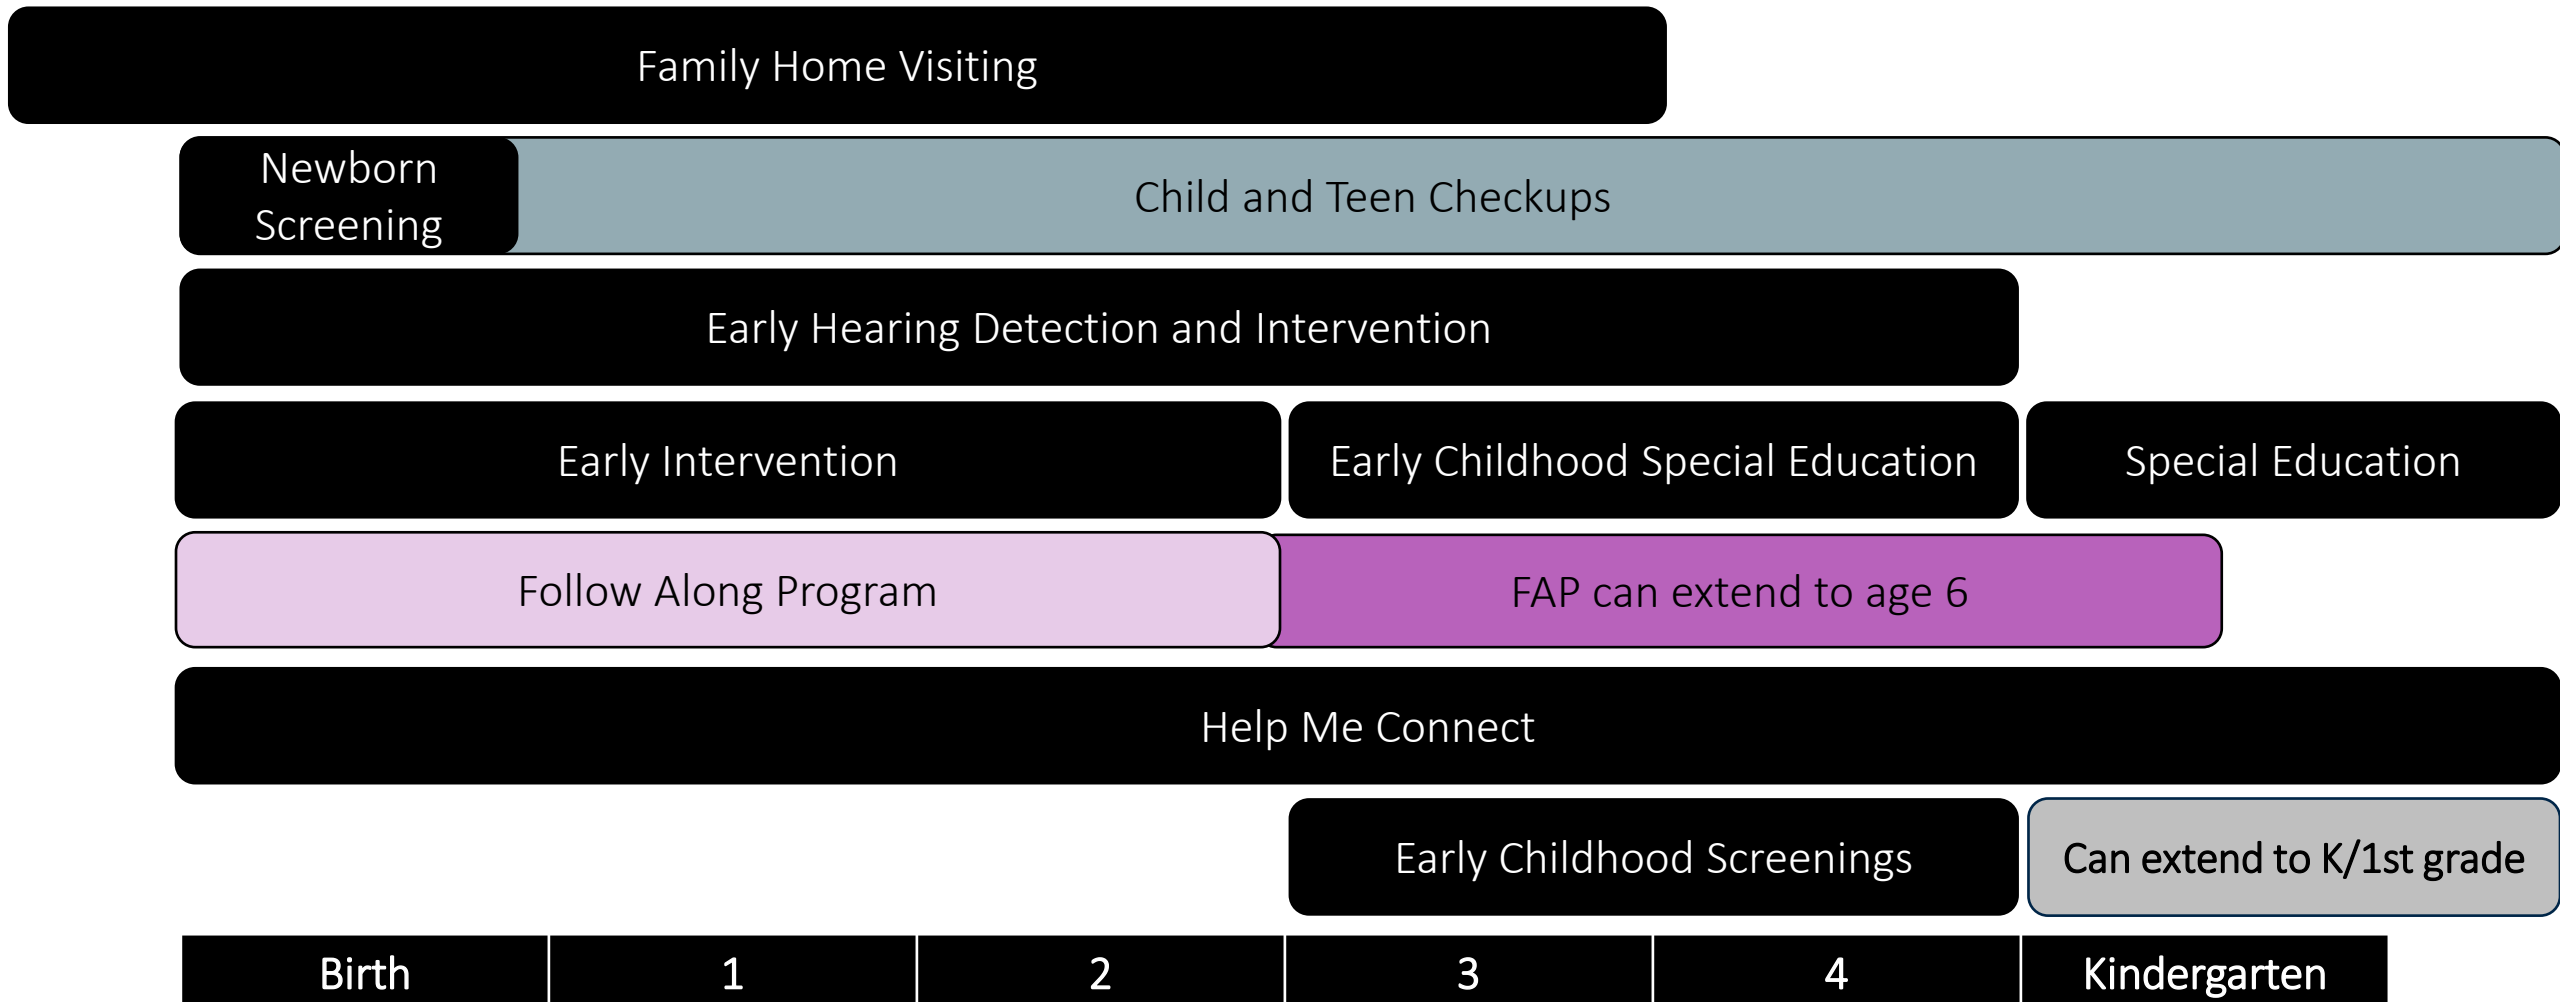 Family Home Visiting
Newborn
Screening
Child and Teen Checkups
Early Hearing Detection and Intervention
Early Intervention
Early Childhood Special Education
Special Education
Follow Along Program
FAP can extend to age 6
Help Me Connect
Early Childhood Screenings
Can extend to K/1st grade
Birth
1
2
3
4
Kindergarten